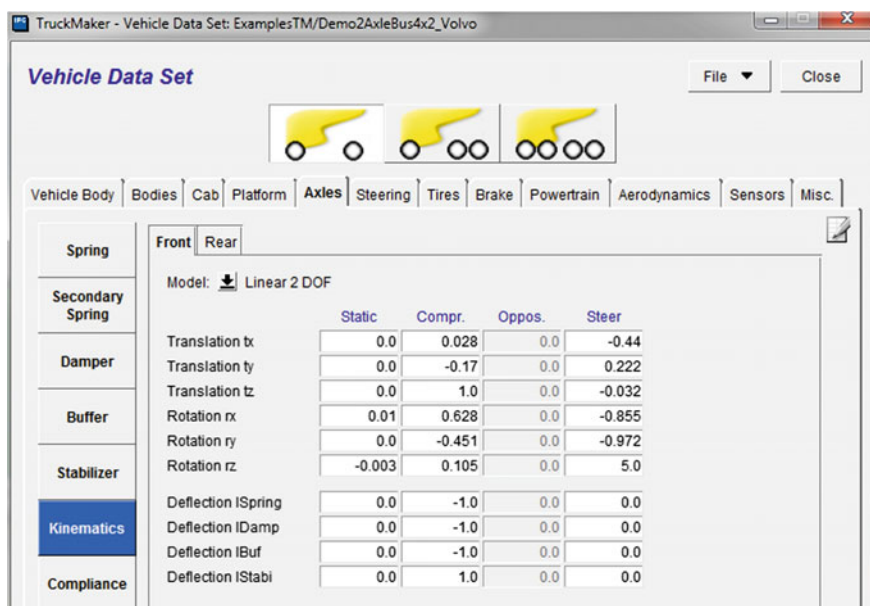 IPG TruckMaker - Vehicle Data Set: ExamplesTM/Demo2AxleBus4x2_Volvo
Vehicle Data Set
File Close
Vehicle Body Bodies Cab Platform Axles Steering Tires Brake Powertrain Aerodynamics Sensors Misc.
Spring
Secondary
Spring
Damper
Buffer
Stabilizer
Kinematics
Compliance
Front Rear
Model: Linear 2 DOF
Static Compr. Oppos. Steer
Translation tx 0.0 0.028 0.0 -0.44
Translation ty 0.0 -0.17 0.0 0.222
Translation tz 0.0 1.0 0.0 -0.032
Rotation rx 0.01 0.628 0.0 -0.855
Rotation ry 0.0 -0.451 0.0 -0.972
Rotation rz -0.003 0.105 0.0 5.0
Deflection lSpring 0.0 -1.0 0.0 0.0
Deflection lDamp 0.0 -1.0 0.0 0.0
Deflection lBuf 0.0 -1.0 0.0 0.0
Deflection lStabi 0.0 1.0 0.0 0.0